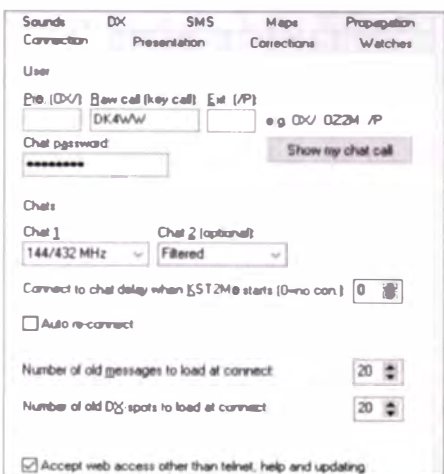 Sounds DX SMS Maps Propagation
Connection Presentation Corrections Watches
User
Pre. (OX/) Raw call (key call) Ext. (/P)
DK4WW e.g. OX/ OZ2M /P
Chat password
Show my chat call
Chats
Chat 1 Chat 2 (optional)
144/432 MHz Filtered
Connect to chat delay when KST2Me starts (0=no con.) 0
Auto re-connect
Number of old messages to load at connect 20
Number of old DX-spots to load at connect 20
Accept web access other than telnet, help and updating